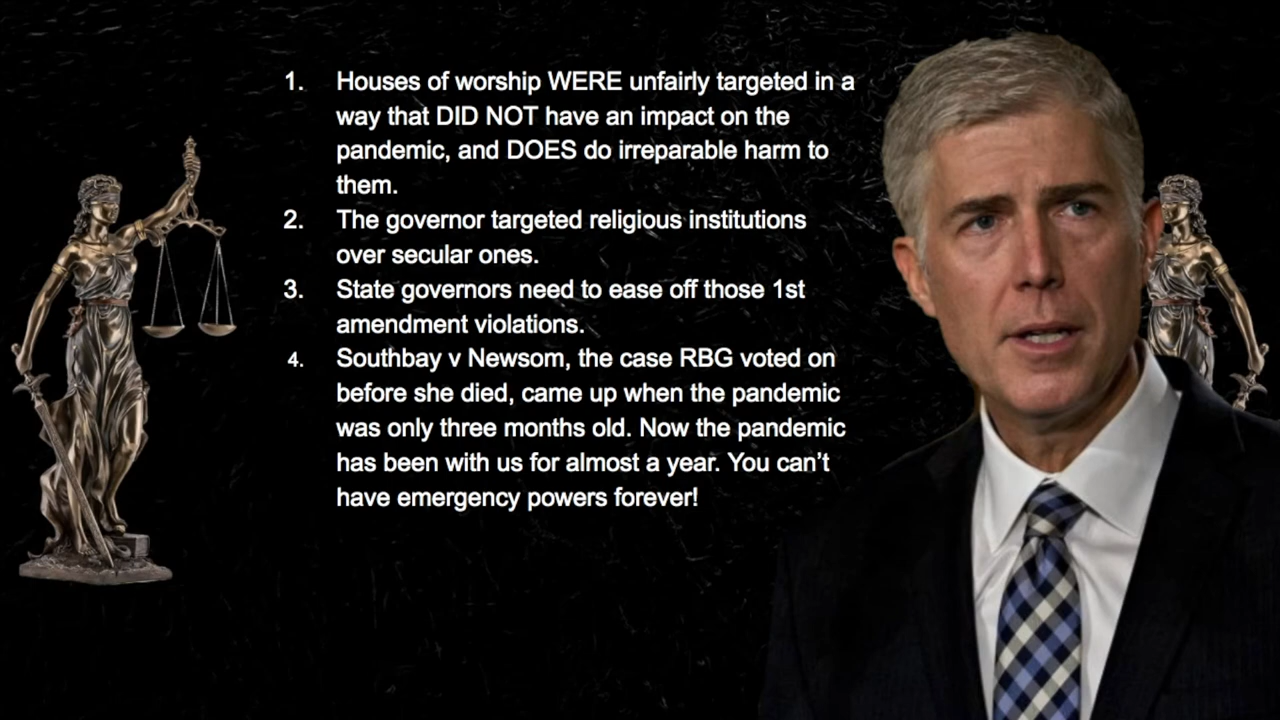 1. Houses of worship WERE unfairly targeted in a
way that DID NOT have an impact on the
pandemic, and DOES do irreparable harm to
them.
2. The governor targeted religious institutions
over secular ones.
3. State governors need to ease off those 1st
amendment violations.
4. Southbay v Newsom, the case RBG voted on
before she died, came up when the pandemic
was only three months old. Now the pandemic
has been with us for almost a year. You can’t
have emergency powers forever!